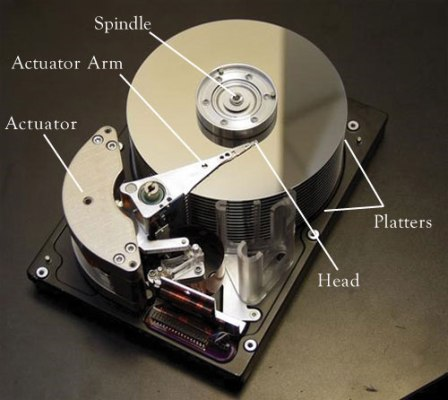 Spindle
Actuator Arm
Actuator
Platters
Head